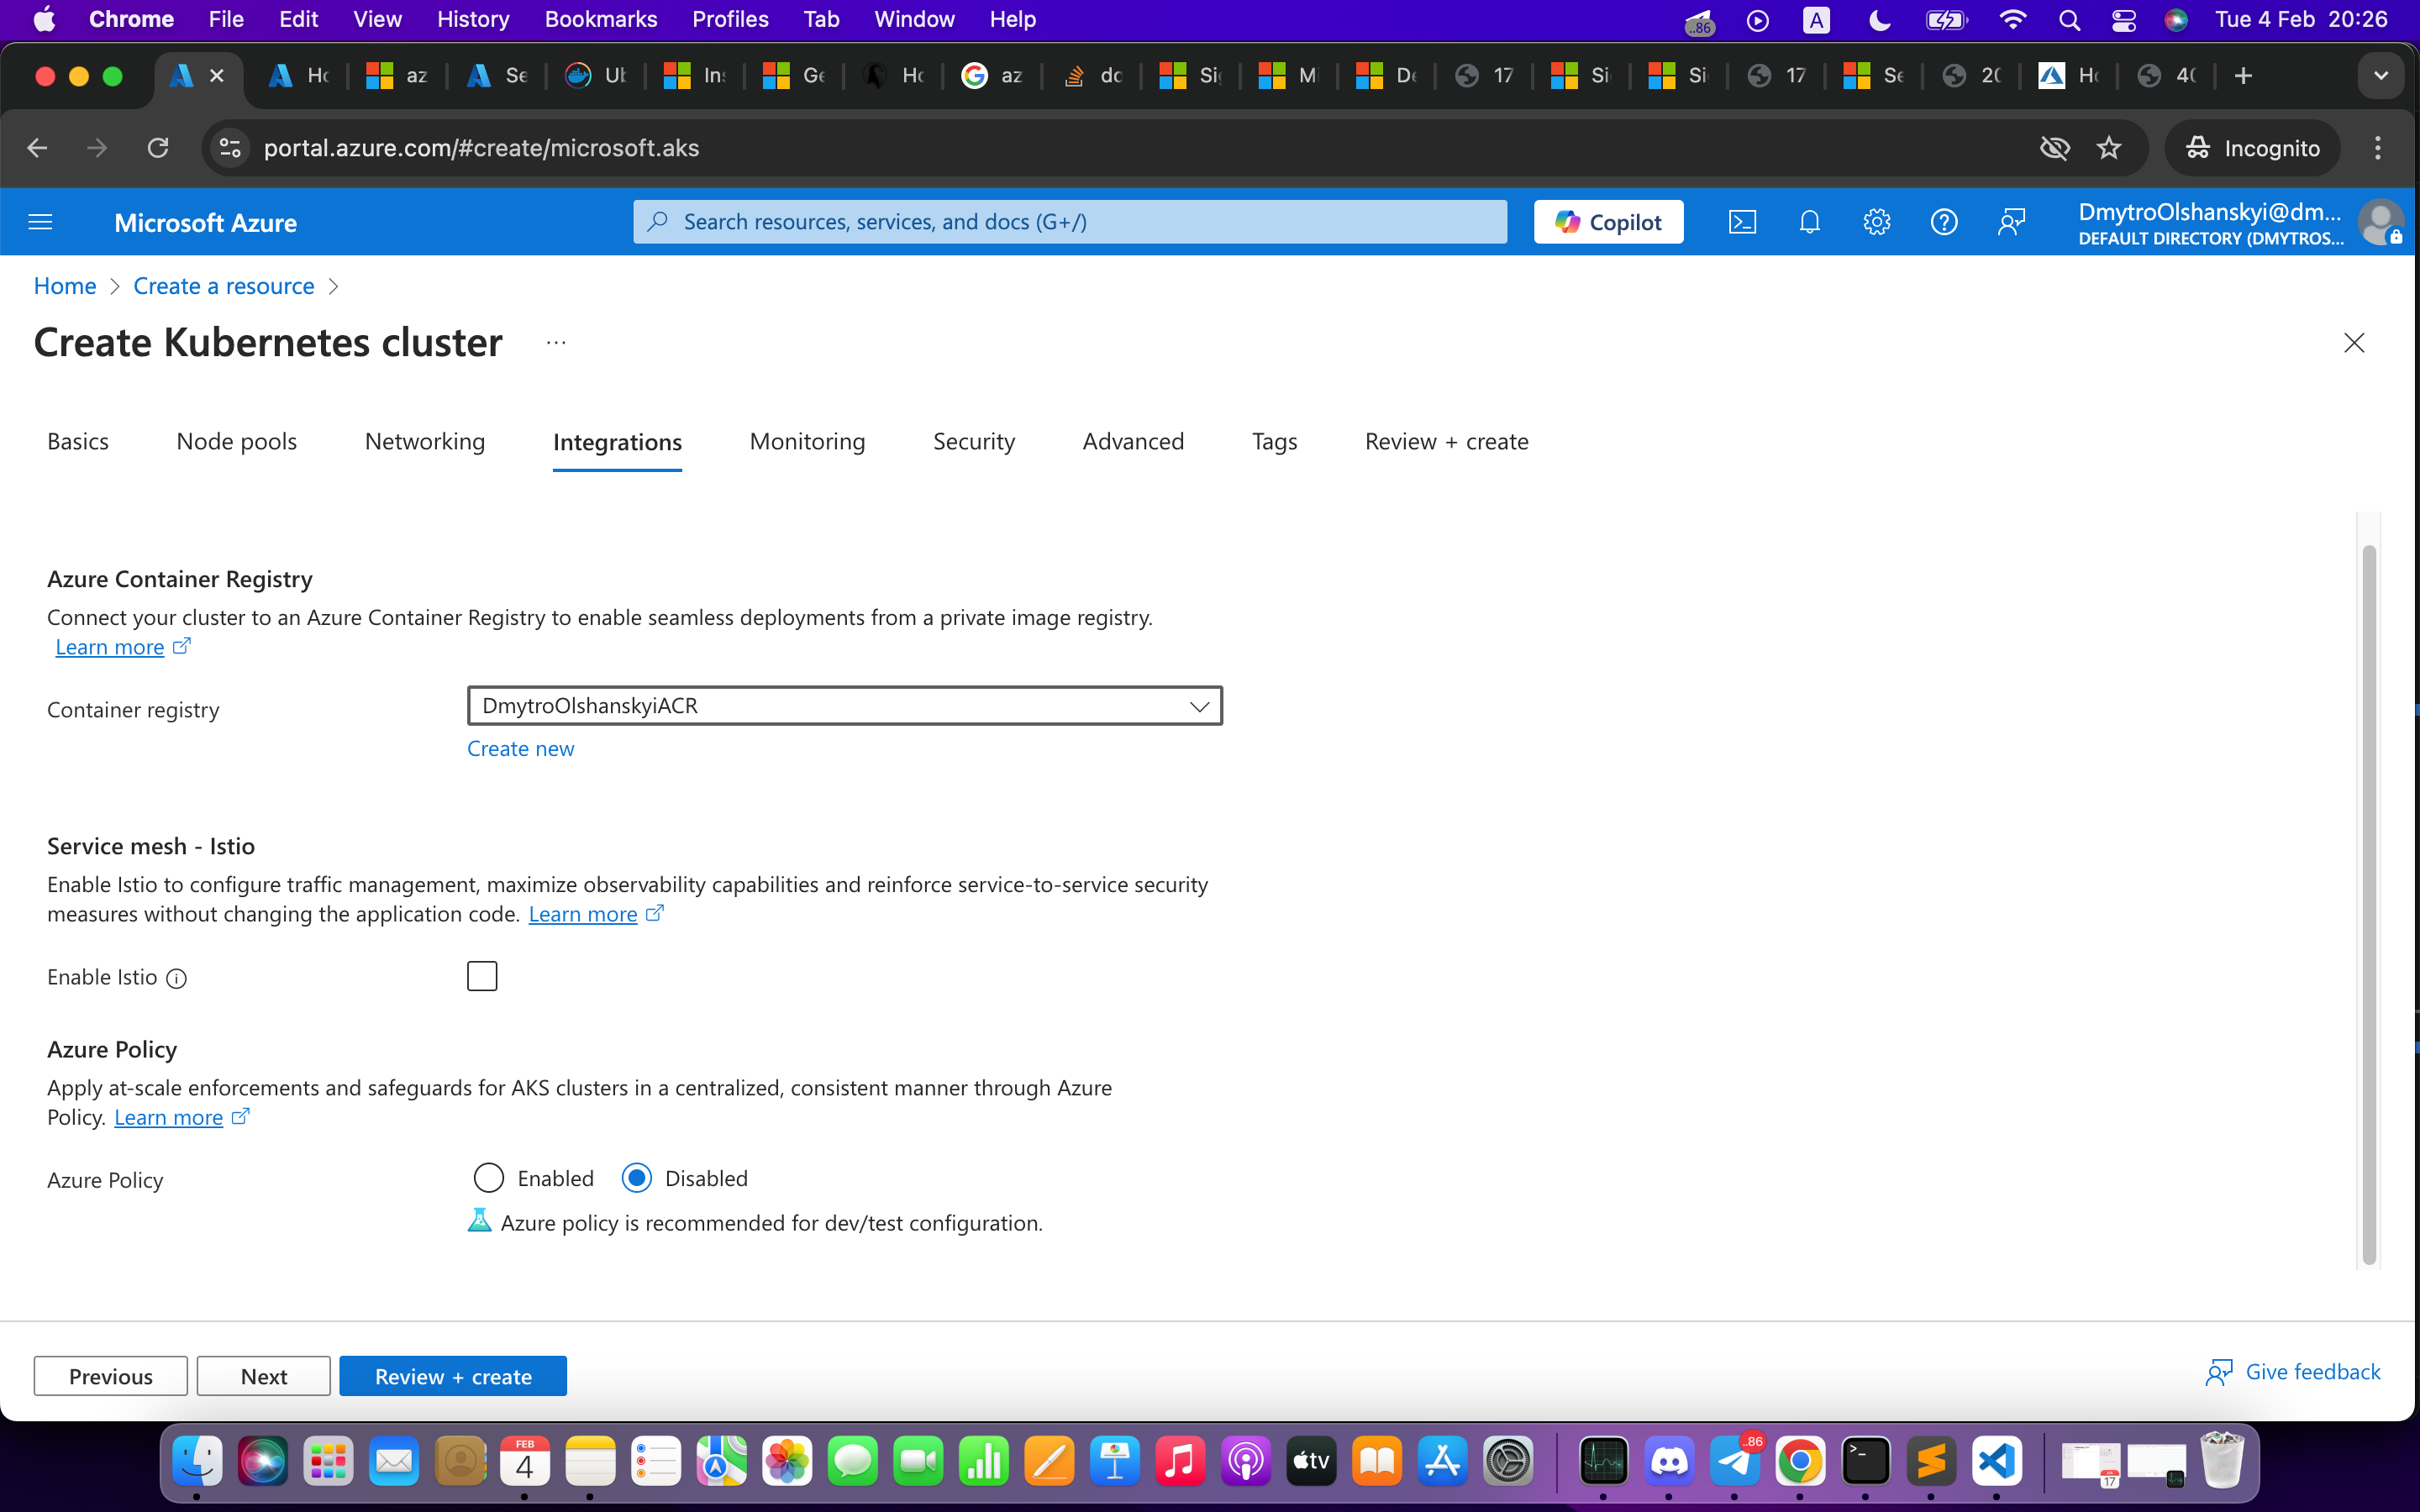 Chrome File Edit View History Bookmarks Profiles Tab Window Help ..86 A Tue 4 Feb 20:26
Hc az Se Ub Ins Ge Hc az dc Sig Mi De 17 Si Si 17 Se 20 Hc 40
portal.azure.com/#create/microsoft.aks Incognito
Microsoft Azure Search resources, services, and docs (G+/) Copilot DmytroOlshanskyi@dm...
DEFAULT DIRECTORY (DMYTROS...
Home > Create a resource >
Create Kubernetes cluster ...
Basics Node pools Networking Integrations Monitoring Security Advanced Tags Review + create
Azure Container Registry
Connect your cluster to an Azure Container Registry to enable seamless deployments from a private image registry.
Learn more
Container registry DmytroOlshanskyiACR
Create new
Service mesh - Istio
Enable Istio to configure traffic management, maximize observability capabilities and reinforce service-to-service security
measures without changing the application code. Learn more
Enable Istio
Azure Policy
Apply at-scale enforcements and safeguards for AKS clusters in a centralized, consistent manner through Azure
Policy. Learn more
Azure Policy Enabled Disabled
Azure policy is recommended for dev/test configuration.
Previous Next Review + create Give feedback
FEB 4 tv ..86 17